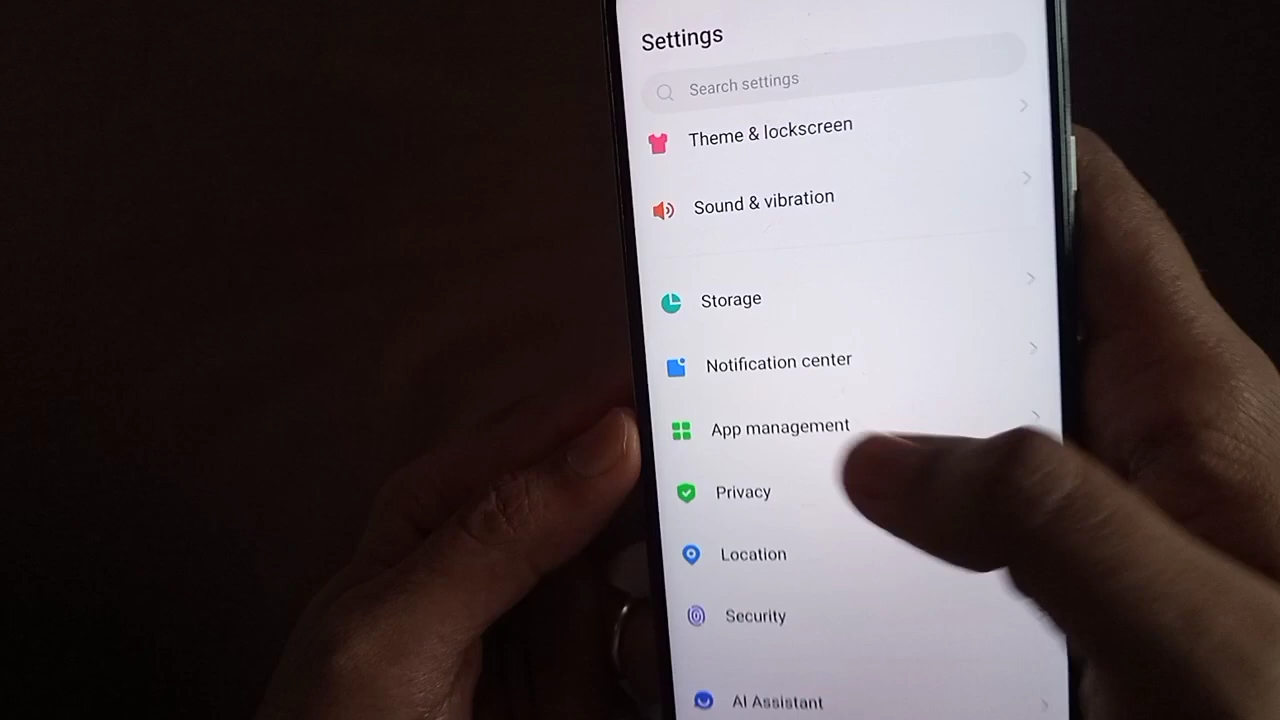 Settings
Search settings
Theme & lockscreen
Sound & vibration
Storage
Notification center
App management
Privacy
Location
Security
AI Assistant